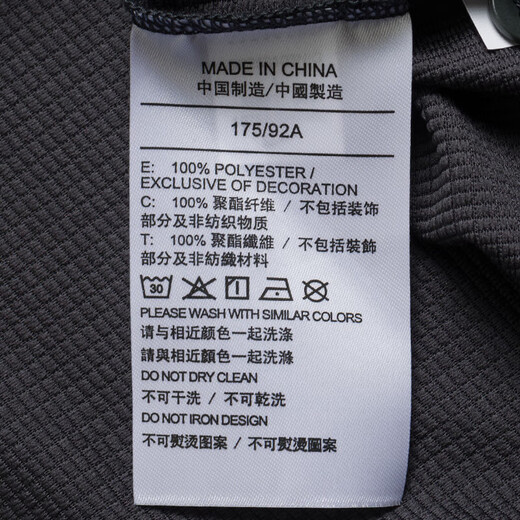 MADE IN CHINA
中国制造/中國製造
175/92A
E: 100% POLYESTER /
EXCLUSIVE OF DECORATION
C: 100% 聚酯纤维 / 不包括装饰
部分及非纺织物质
T: 100% 聚酯纖維 / 不包括裝飾
部分及非紡織材料
30
PLEASE WASH WITH SIMILAR COLORS
请与相近颜色一起洗涤
請與相近顏色一起洗滌
DO NOT DRY CLEAN
不可干洗 / 不可乾洗
DO NOT IRON DESIGN
不可熨烫图案 / 不可熨燙圖案